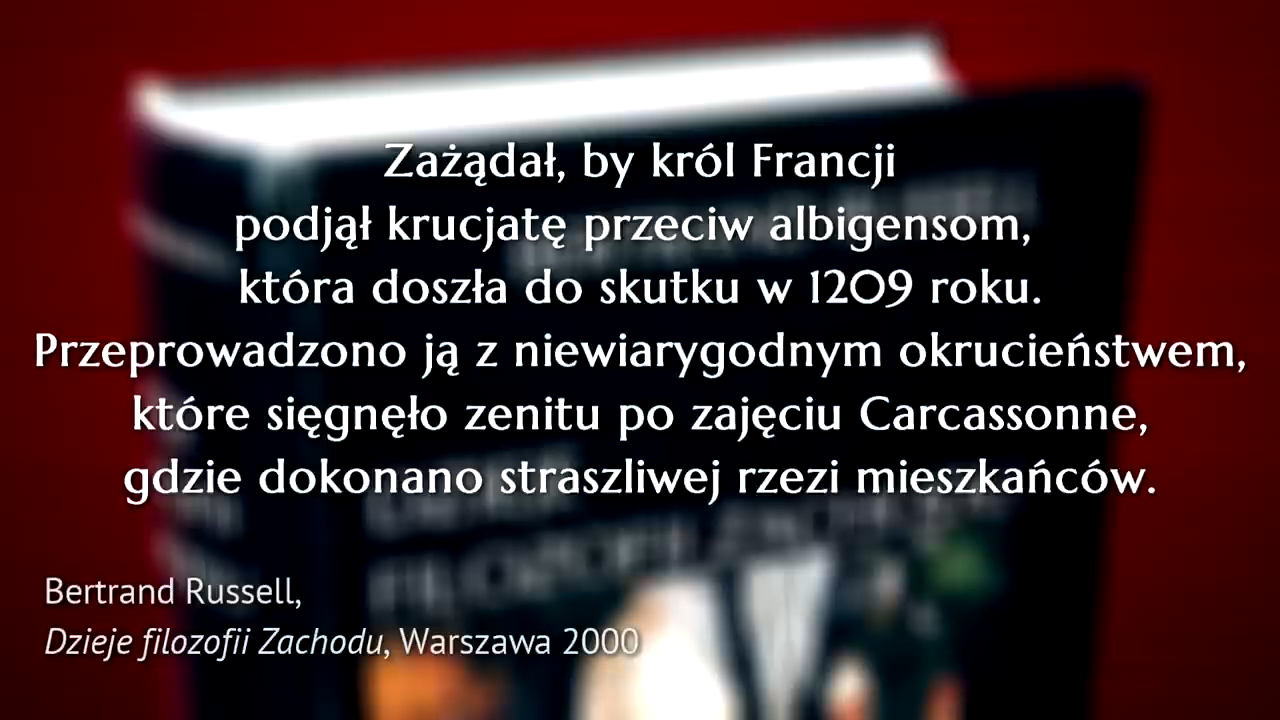 Zażądał, by król Francji
podjął krucjatę przeciw albigensom,
która doszła do skutku w 1209 roku.
Przeprowadzono ją z niewiarygodnym okrucieństwem,
które sięgnęło zenitu po zajęciu Carcassonne,
gdzie dokonano straszliwej rzezi mieszkańców.
Bertrand Russell,
Dzieje filozofii Zachodu, Warszawa 2000